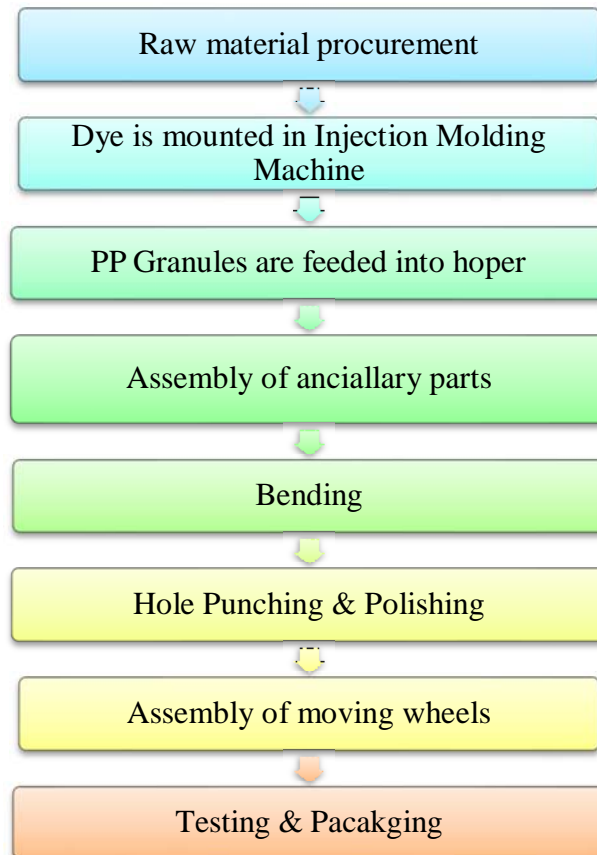 Raw material procurement
Dye is mounted in Injection Molding
Machine
PP Granules are feeded into hoper
Assembly of anciallary parts
Bending
Hole Punching & Polishing
Assembly of moving wheels
Testing & Pacakging